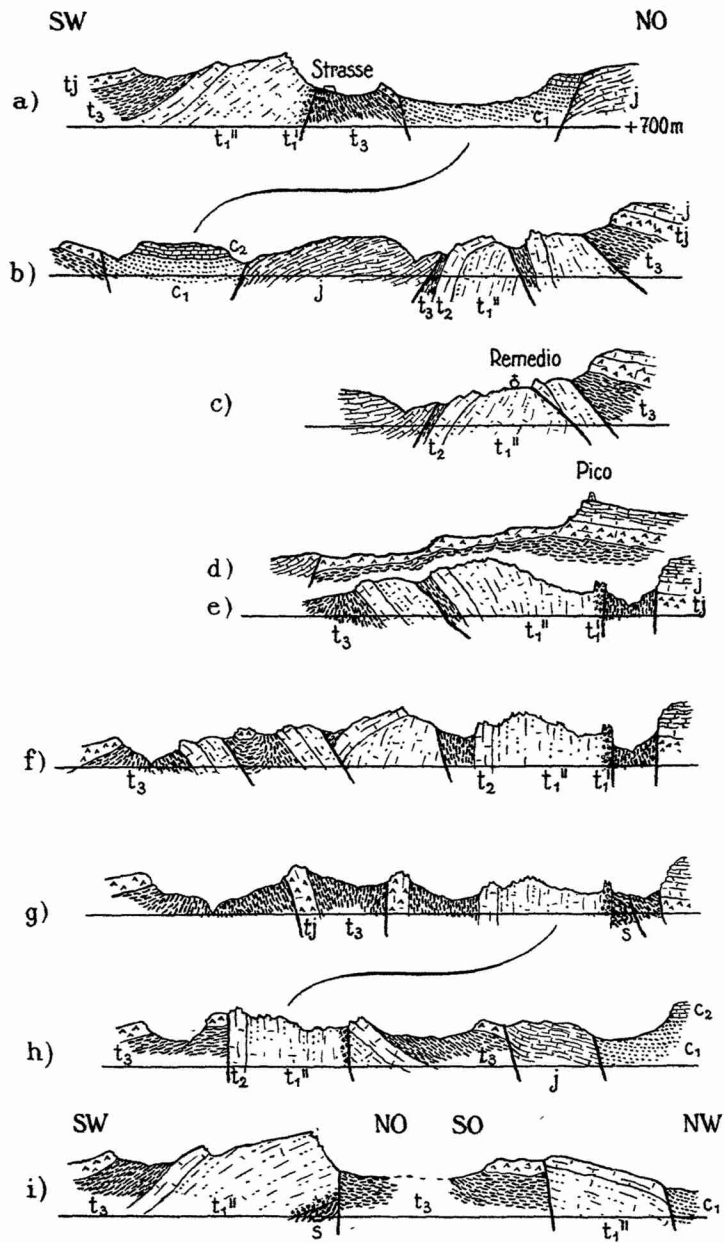 SW NO
Strasse
a) tj t₃ t₁" t₁' t₃ c₁ j
+700m
b) c₂ c₁ j t₃ t₂ t₁" j tj t₃
Remedio
c) t₂ t₁" t₃
Pico
d)
e) t₃ t₁" t₁' j tj
f) t₃ t₂ t₁" t₁'
g) tj t₃ s
h) t₃ t₂ t₁" t₃ j c₂ c₁
SW NO SO NW
i) t₃ t₁" s t₃ t₁" c₁